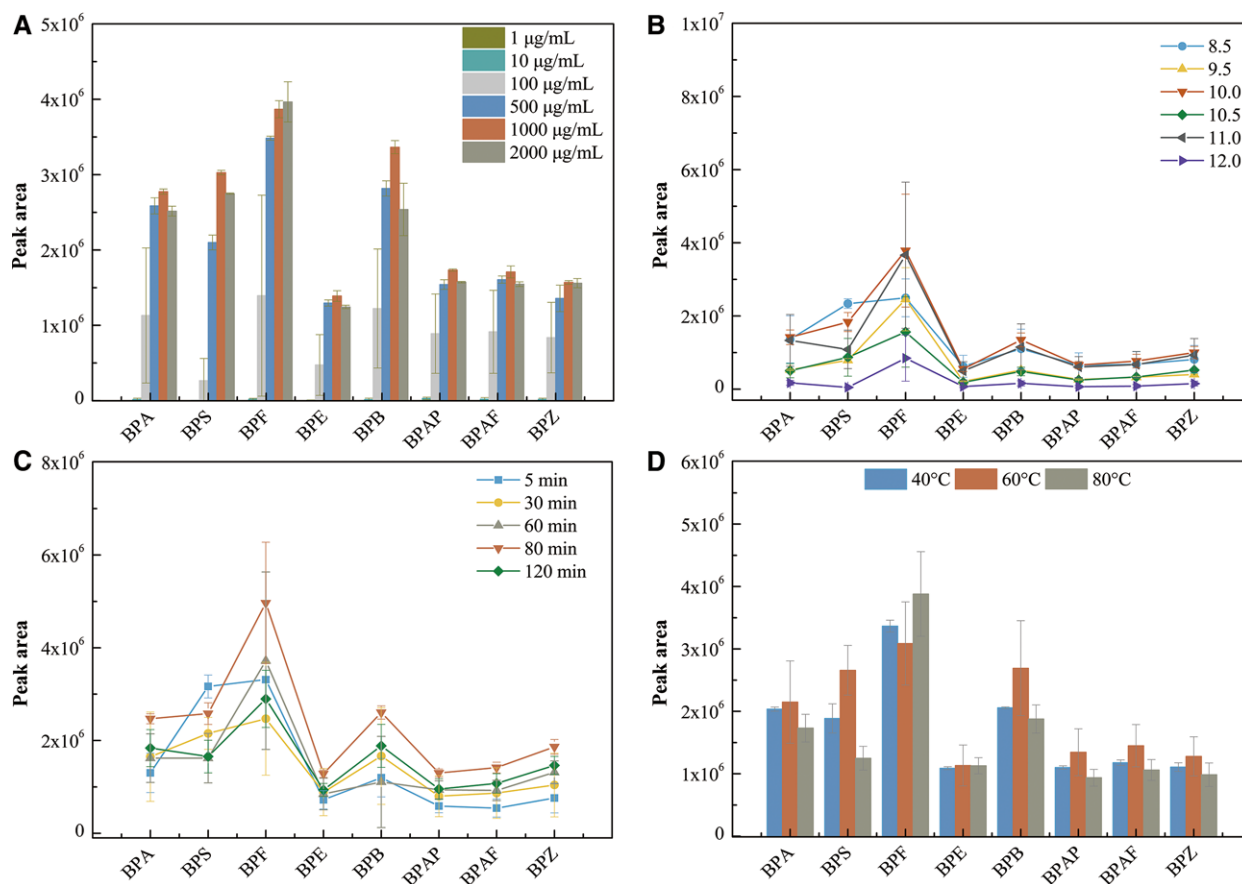 A
Peak area
5x10⁶
4x10⁶
3x10⁶
2x10⁶
1x10⁶
0
1 μg/mL
10 μg/mL
100 μg/mL
500 μg/mL
1000 μg/mL
2000 μg/mL
BPA BPS BPF BPE BPB BPAP BPAF BPZ
B
Peak area
1x10⁷
8x10⁶
6x10⁶
4x10⁶
2x10⁶
0
8.5
9.5
10.0
10.5
11.0
12.0
BPA BPS BPF BPE BPB BPAP BPAF BPZ
C
Peak area
8x10⁶
6x10⁶
4x10⁶
2x10⁶
0
5 min
30 min
60 min
80 min
120 min
BPA BPS BPF BPE BPB BPAP BPAF BPZ
D
Peak area
6x10⁶
5x10⁶
4x10⁶
3x10⁶
2x10⁶
1x10⁶
0
40°C 60°C 80°C
BPA BPS BPF BPE BPB BPAP BPAF BPZ